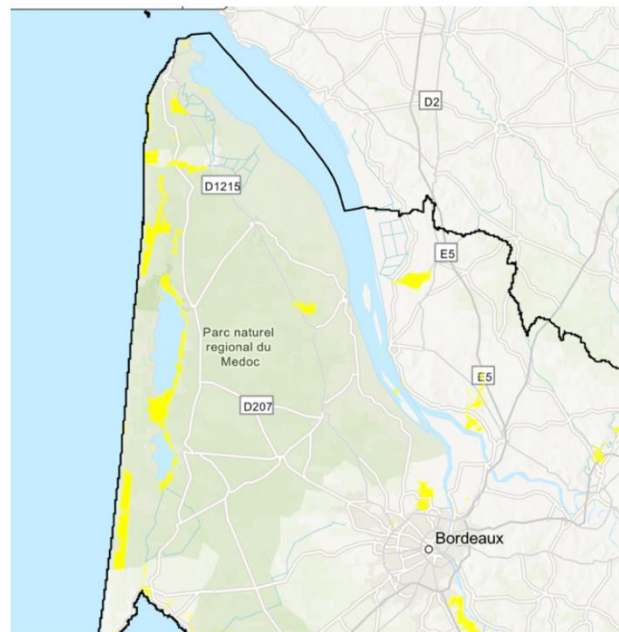 D2
D1215
E5
Parc naturel
regional du
Medoc
E5
D207
Bordeaux